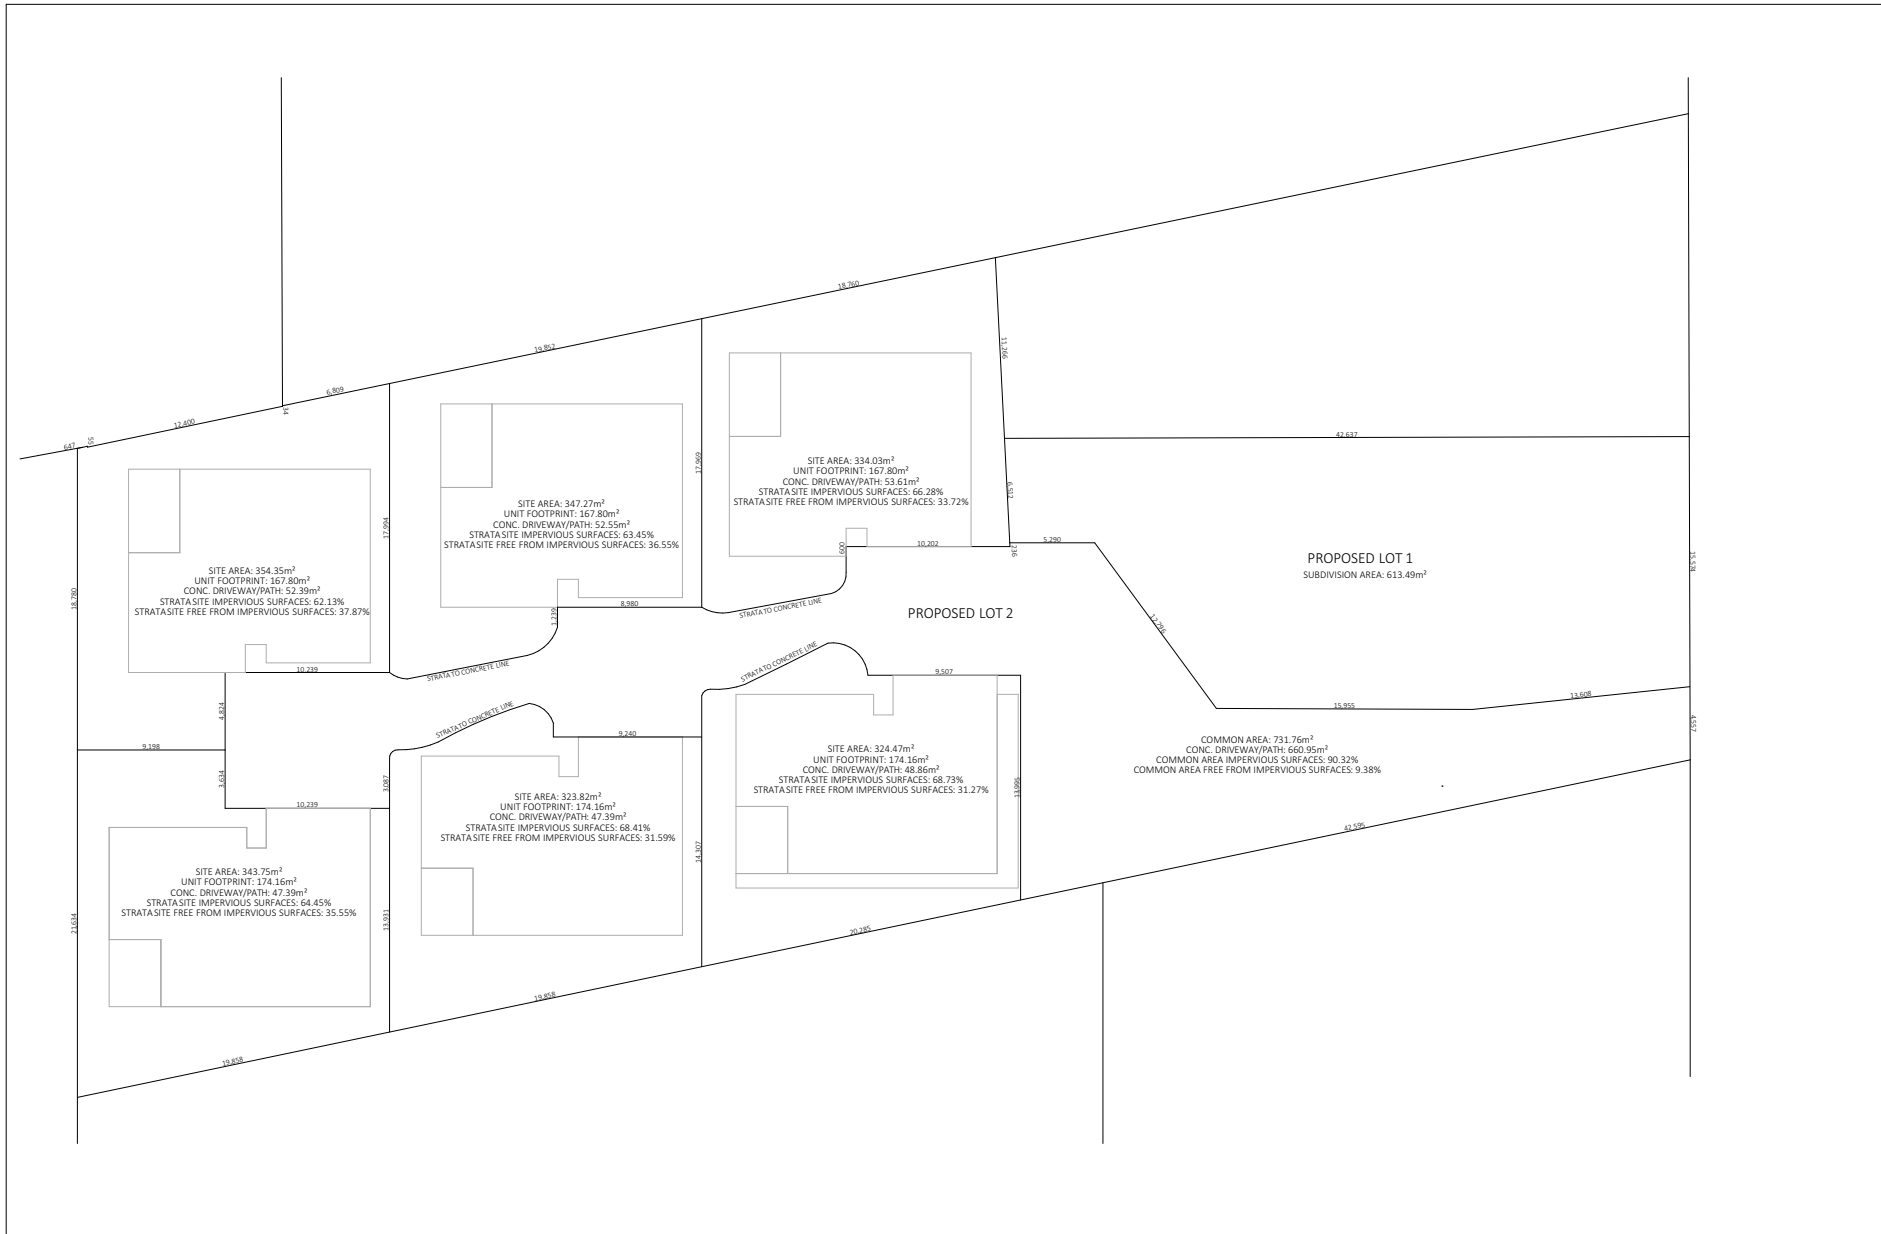 18,760
19,852
6,809
34
12,400
55
647
11,266
42,637
17,969
17,994
6,512
SITE AREA: 334.03m²
UNIT FOOTPRINT: 167.80m²
CONC. DRIVEWAY/PATH: 53.61m²
STRATA SITE IMPERVIOUS SURFACES: 66.28%
STRATA SITE FREE FROM IMPERVIOUS SURFACES: 33.72%
SITE AREA: 347.27m²
UNIT FOOTPRINT: 167.80m²
CONC. DRIVEWAY/PATH: 52.55m²
STRATA SITE IMPERVIOUS SURFACES: 63.45%
STRATA SITE FREE FROM IMPERVIOUS SURFACES: 36.55%
600
10,202
236
5,290
PROPOSED LOT 1
SUBDIVISION AREA: 613.49m²
15,574
18,780
SITE AREA: 354.35m²
UNIT FOOTPRINT: 167.80m²
CONC. DRIVEWAY/PATH: 52.39m²
STRATA SITE IMPERVIOUS SURFACES: 62.13%
STRATA SITE FREE FROM IMPERVIOUS SURFACES: 37.87%
1,239
8,980
STRATA TO CONCRETE LINE
PROPOSED LOT 2
12,296
10,239
STRATA TO CONCRETE LINE
STRATA TO CONCRETE LINE
9,507
15,955
13,608
4,557
4,824
STRATA TO CONCRETE LINE
9,240
9,198
3,634
3,087
COMMON AREA: 731.76m²
CONC. DRIVEWAY/PATH: 660.95m²
COMMON AREA IMPERVIOUS SURFACES: 90.32%
COMMON AREA FREE FROM IMPERVIOUS SURFACES: 9.38%
SITE AREA: 324.47m²
UNIT FOOTPRINT: 174.16m²
CONC. DRIVEWAY/PATH: 48.86m²
STRATA SITE IMPERVIOUS SURFACES: 68.73%
STRATA SITE FREE FROM IMPERVIOUS SURFACES: 31.27%
13,995
10,239
SITE AREA: 323.82m²
UNIT FOOTPRINT: 174.16m²
CONC. DRIVEWAY/PATH: 47.39m²
STRATA SITE IMPERVIOUS SURFACES: 68.41%
STRATA SITE FREE FROM IMPERVIOUS SURFACES: 31.59%
14,307
42,595
SITE AREA: 343.75m²
UNIT FOOTPRINT: 174.16m²
CONC. DRIVEWAY/PATH: 47.39m²
STRATA SITE IMPERVIOUS SURFACES: 64.45%
STRATA SITE FREE FROM IMPERVIOUS SURFACES: 35.55%
21,634
13,931
20,285
19,858
19,858